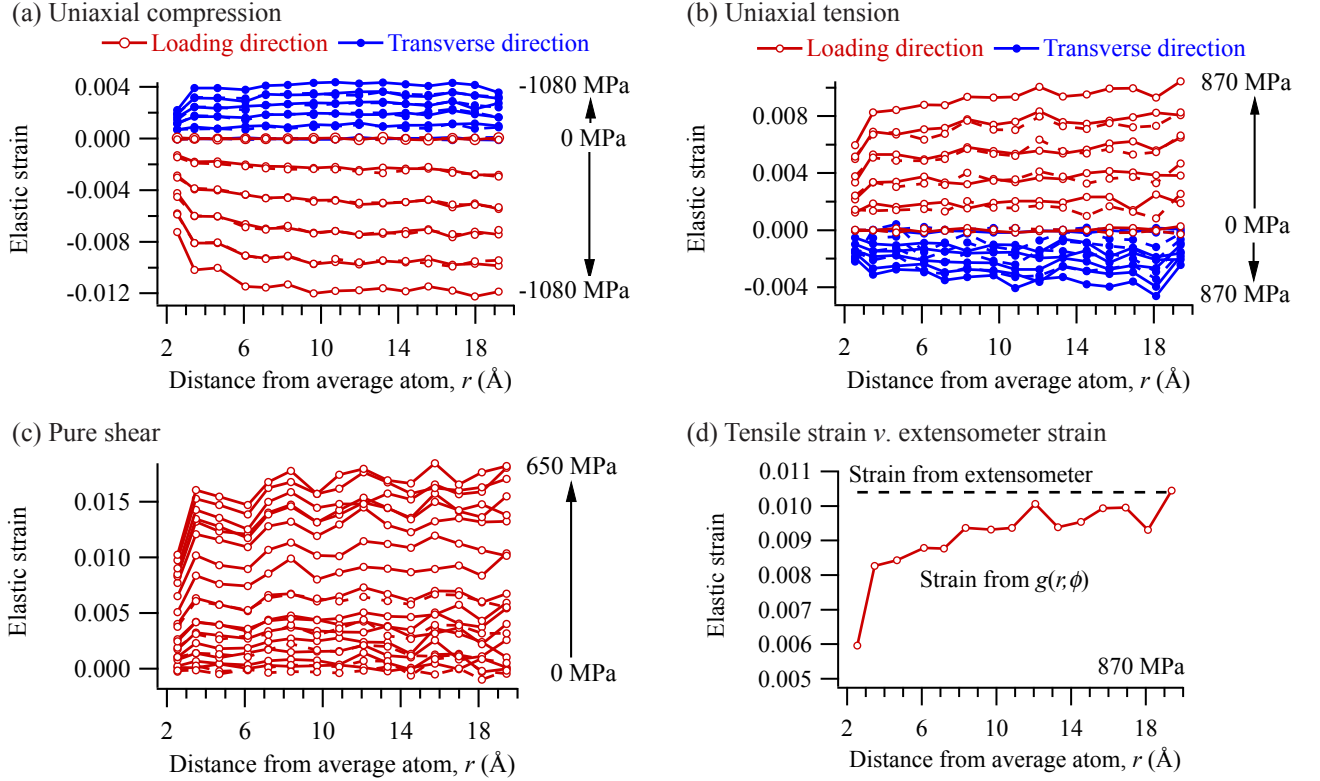 (a) Uniaxial compression
Loading direction Transverse direction
0.004
0.000
-0.004
-0.008
-0.012
Elastic strain
-1080 MPa
0 MPa
-1080 MPa
2 6 10 14 18
Distance from average atom, r (Å)
(b) Uniaxial tension
Loading direction Transverse direction
0.008
0.004
0.000
-0.004
Elastic strain
870 MPa
0 MPa
870 MPa
2 6 10 14 18
Distance from average atom, r (Å)
(c) Pure shear
0.015
0.010
0.005
0.000
Elastic strain
650 MPa
0 MPa
2 6 10 14 18
Distance from average atom, r (Å)
(d) Tensile strain v. extensometer strain
0.011
0.010
0.009
0.008
0.007
0.006
0.005
Elastic strain
Strain from extensometer
Strain from g(r,ϕ)
870 MPa
2 6 10 14 18
Distance from average atom, r (Å)